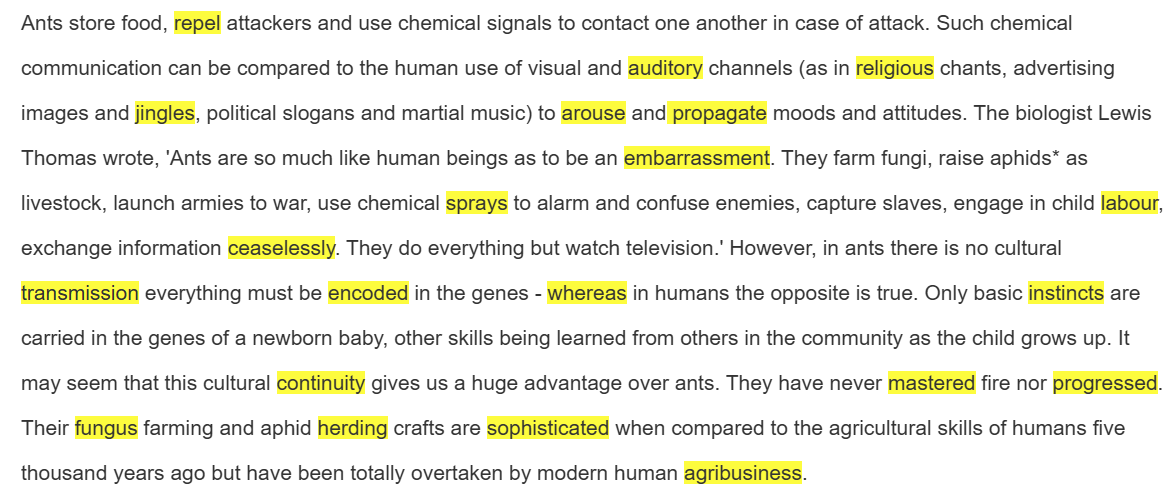 Ants store food, repel attackers and use chemical signals to contact one another in case of attack. Such chemical
communication can be compared to the human use of visual and auditory channels (as in religious chants, advertising
images and jingles, political slogans and martial music) to arouse and propagate moods and attitudes. The biologist Lewis
Thomas wrote, 'Ants are so much like human beings as to be an embarrassment. They farm fungi, raise aphids* as
livestock, launch armies to war, use chemical sprays to alarm and confuse enemies, capture slaves, engage in child labour,
exchange information ceaselessly. They do everything but watch television.' However, in ants there is no cultural
transmission everything must be encoded in the genes - whereas in humans the opposite is true. Only basic instincts are
carried in the genes of a newborn baby, other skills being learned from others in the community as the child grows up. It
may seem that this cultural continuity gives us a huge advantage over ants. They have never mastered fire nor progressed.
Their fungus farming and aphid herding crafts are sophisticated when compared to the agricultural skills of humans five
thousand years ago but have been totally overtaken by modern human agribusiness.